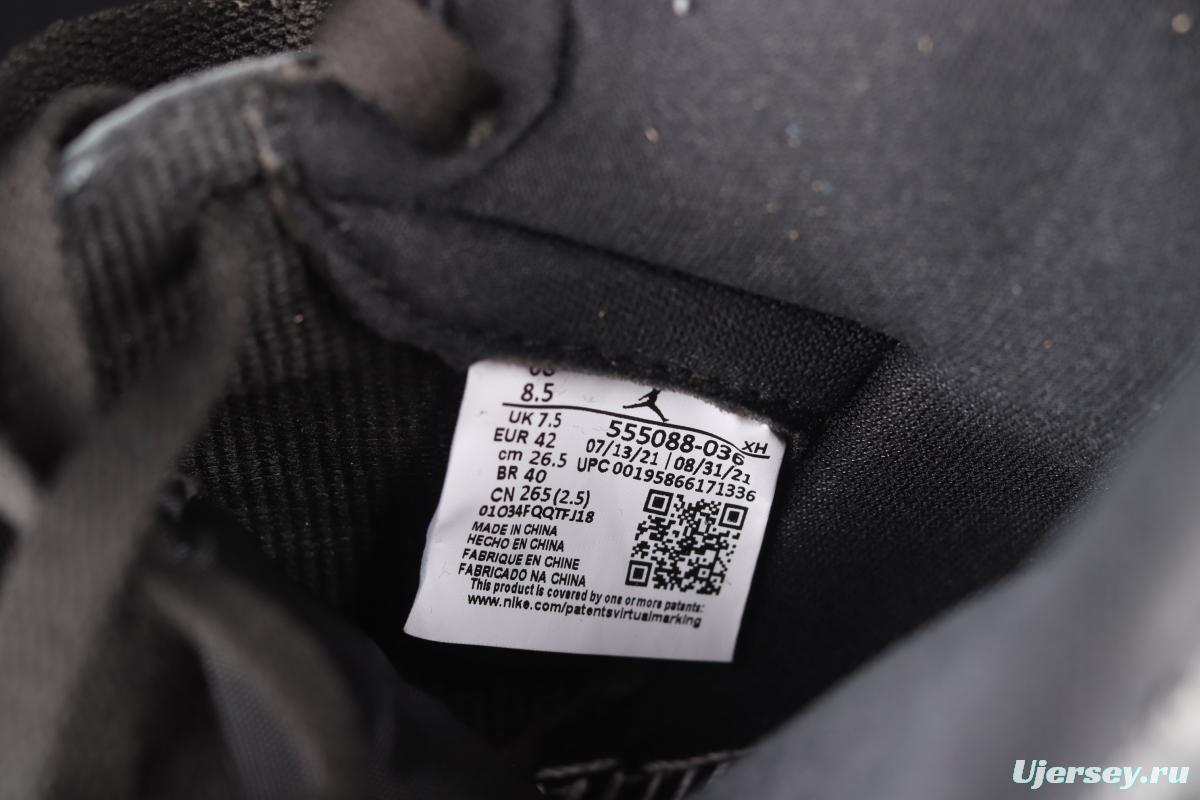 8.5
UK 7.5
EUR 42
cm 26.5
BR 40
CN 265 (2.5)
01O34FQQTFJ18
555088-036 XH
07/13/21 | 08/31/21
UPC 00195866171336
MADE IN CHINA
HECHO EN CHINA
FABRIQUE EN CHINE
FABRICADO NA CHINA
This product is covered by one or more patents:
www.nike.com/patentsvirtualmarking
Ujersey.ru